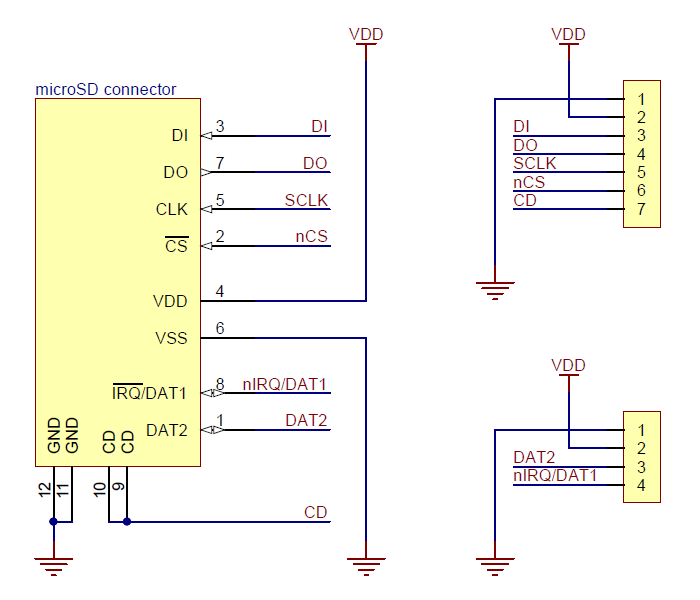 VDD
microSD connector
DI 3 DI
DO 7 DO
CLK 5 SCLK
CS 2 nCS
VDD 4
VSS 6
IRQ/DAT1 8 nIRQ/DAT1
DAT2 1 DAT2
GND GND CD CD
12 11 10 9
CD
VDD
1
2
DI 3
DO 4
SCLK 5
nCS 6
CD 7
VDD
1
2
DAT2 3
nIRQ/DAT1 4